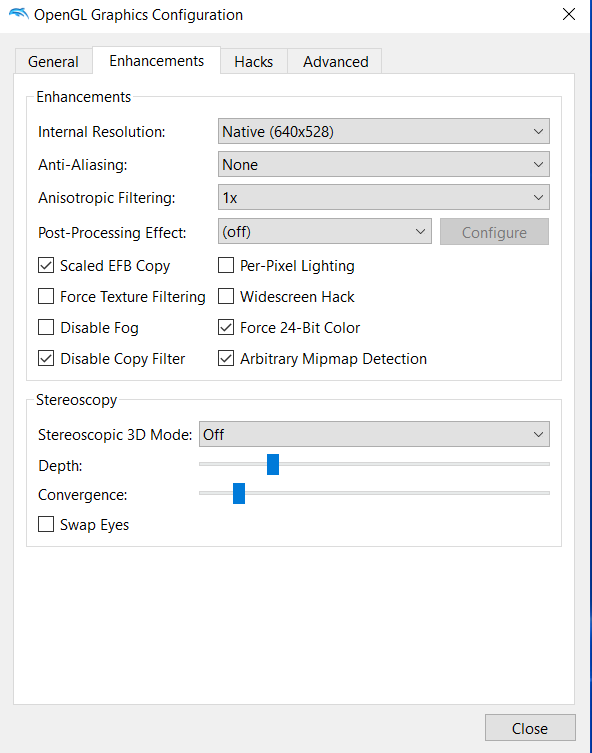 OpenGL Graphics Configuration
General Enhancements Hacks Advanced
Enhancements
Internal Resolution: Native (640x528)
Anti-Aliasing: None
Anisotropic Filtering: 1x
Post-Processing Effect: (off) Configure
Scaled EFB Copy Per-Pixel Lighting
Force Texture Filtering Widescreen Hack
Disable Fog Force 24-Bit Color
Disable Copy Filter Arbitrary Mipmap Detection
Stereoscopy
Stereoscopic 3D Mode: Off
Depth:
Convergence:
Swap Eyes
Close